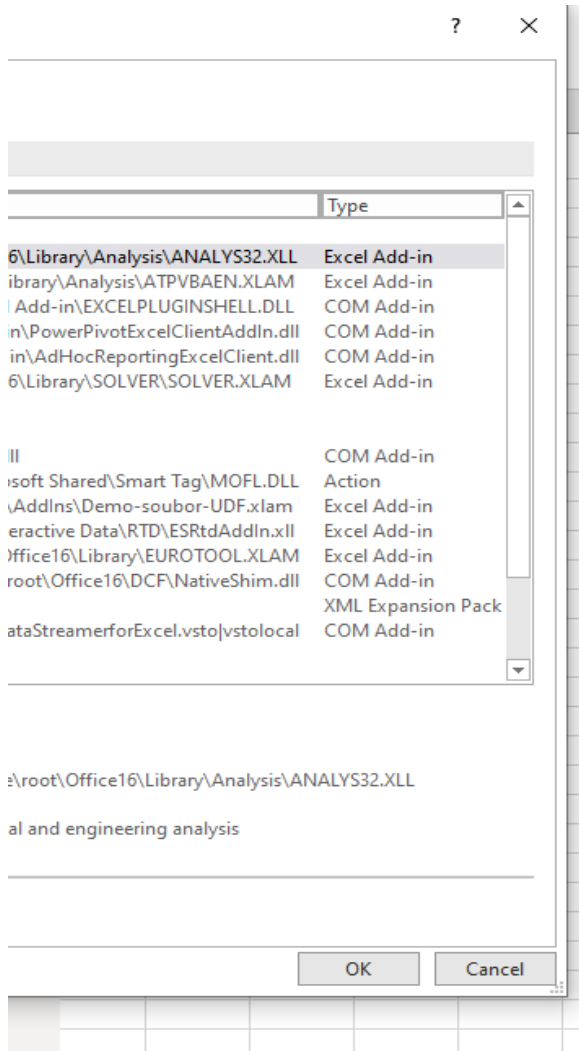 ?
Type
6\Library\Analysis\ANALYS32.XLL Excel Add-in
ibrary\Analysis\ATPVBAEN.XLAM Excel Add-in
Add-in\EXCELPLUGINSHELL.DLL COM Add-in
in\PowerPivotExcelClientAddIn.dll COM Add-in
in\AdHocReportingExcelClient.dll COM Add-in
6\Library\SOLVER\SOLVER.XLAM Excel Add-in
ll COM Add-in
osoft Shared\Smart Tag\MOFL.DLL Action
\AddIns\Demo-soubor-UDF.xlam Excel Add-in
eractive Data\RTD\ESRtdAddIn.xll Excel Add-in
Office16\Library\EUROTOOL.XLAM Excel Add-in
root\Office16\DCF\NativeShim.dll COM Add-in
XML Expansion Pack
ataStreamerforExcel.vsto|vstolocal COM Add-in
e\root\Office16\Library\Analysis\ANALYS32.XLL
al and engineering analysis
OK Cancel